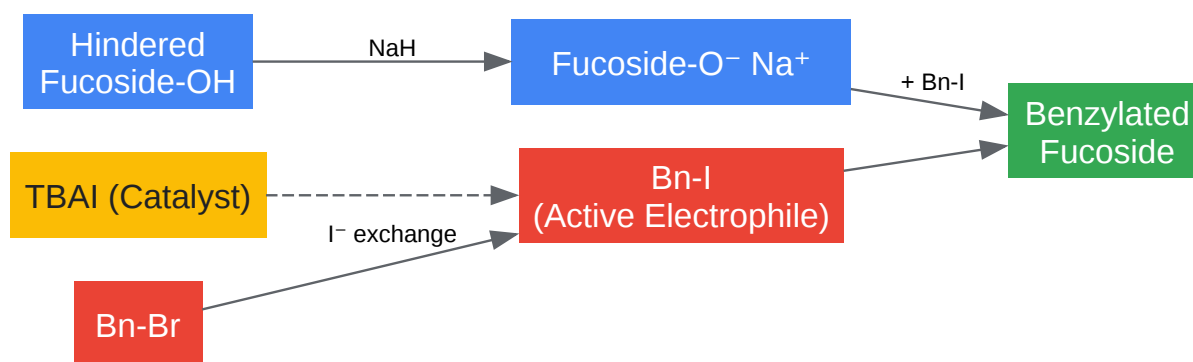 Hindered
Fucoside-OH
NaH
Fucoside-O⁻ Na⁺
+ Bn-I
Benzylated
Fucoside
TBAI (Catalyst)
Bn-I
(Active Electrophile)
I⁻ exchange
Bn-Br